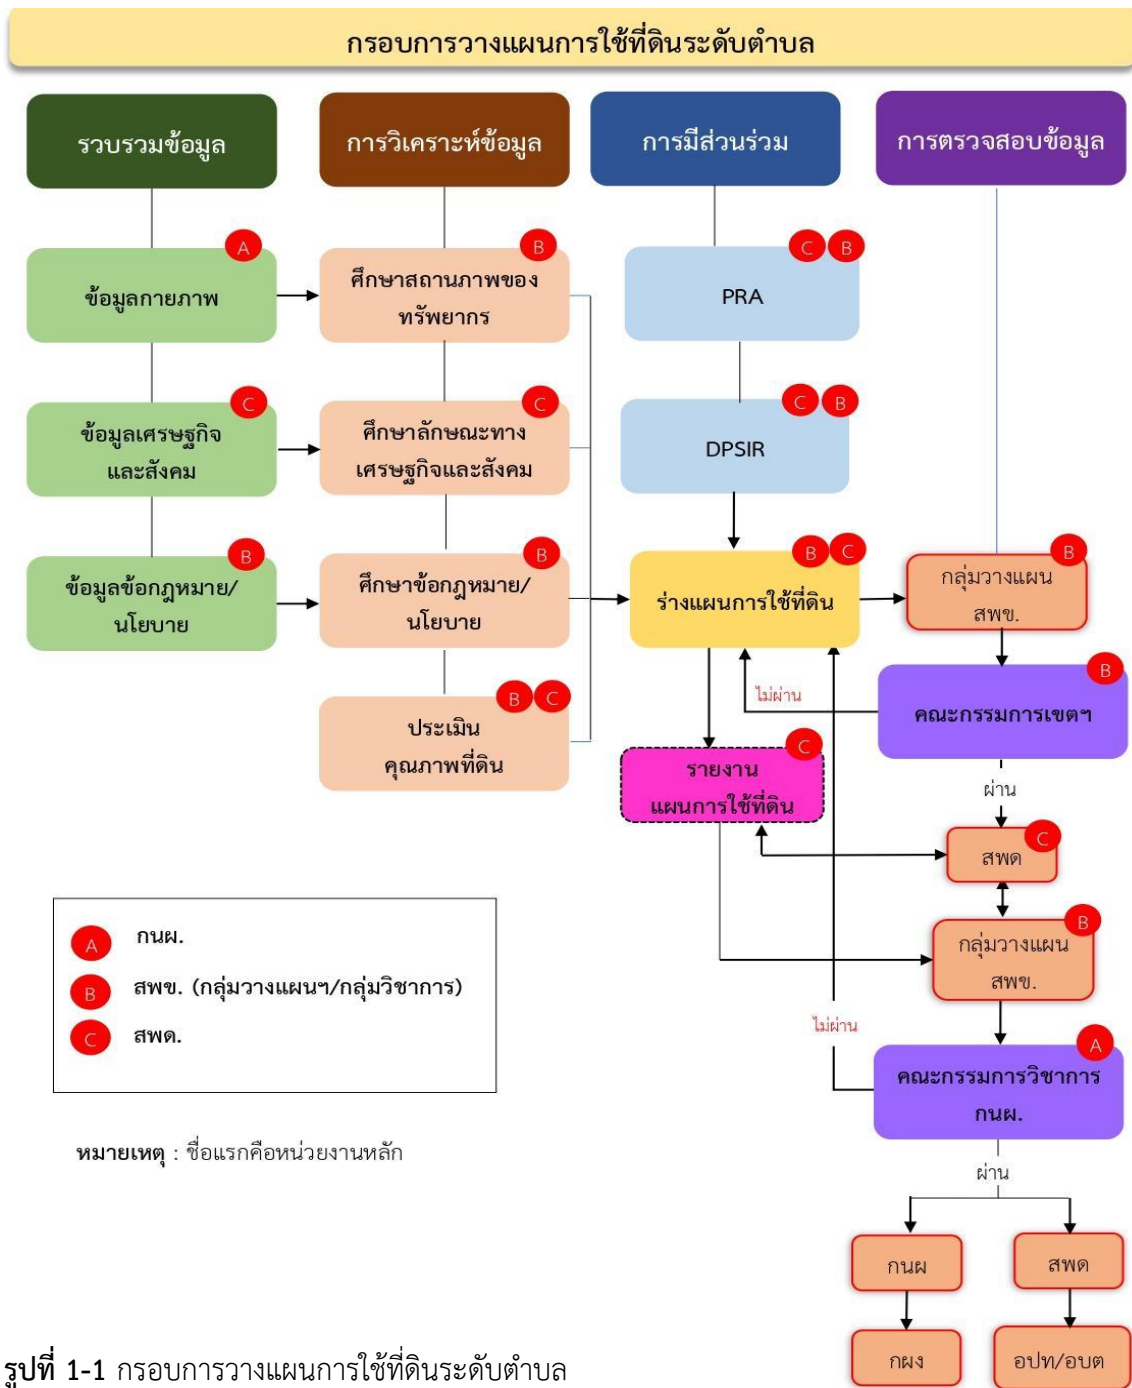 กรอบการวางแผนการใช้ที่ดินระดับตำบล
รวบรวมข้อมูล
การวิเคราะห์ข้อมูล
การมีส่วนร่วม
การตรวจสอบข้อมูล
A
ข้อมูลกายภาพ
B
ศึกษาสถานภาพของ
ทรัพยากร
C B
PRA
C
ข้อมูลเศรษฐกิจ
และสังคม
C
ศึกษาลักษณะทาง
เศรษฐกิจและสังคม
C B
DPSIR
B
ข้อมูลข้อกฎหมาย/
นโยบาย
B
ศึกษาข้อกฎหมาย/
นโยบาย
B C
ร่างแผนการใช้ที่ดิน
B
กลุ่มวางแผน
สพข.
B C
ประเมิน
คุณภาพที่ดิน
ไม่ผ่าน
B
คณะกรรมการเขตฯ
C
รายงาน
แผนการใช้ที่ดิน
ผ่าน
C
สพด
B
กลุ่มวางแผน
สพข.
A กนผ.
B สพข. (กลุ่มวางแผนฯ/กลุ่มวิชาการ)
C สพด.
ไม่ผ่าน
A
คณะกรรมการวิชาการ
กนผ.
หมายเหตุ : ชื่อแรกคือหน่วยงานหลัก
ผ่าน
กนผ
สพด
กผง
อปท/อบต
รูปที่ 1-1 กรอบการวางแผนการใช้ที่ดินระดับตำบล